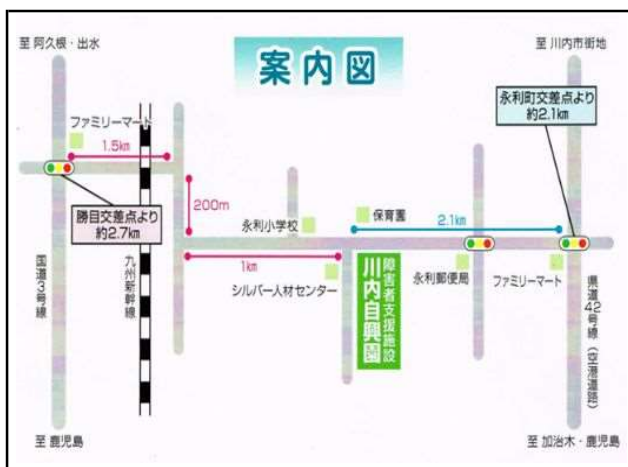 案内図
至 阿久根・出水
至 川内市街地
ファミリーマート
1.5km
永利町交差点より
約2.1km
200m
勝目交差点より
約2.7km
永利小学校
保育園
2.1km
1km
シルバー人材センター
障害者支援施設
川内自興園
永利郵便局
ファミリーマート
国道3号線
九州新幹線
県道42号線(空港道路)
至 鹿児島
至 加治木・鹿児島